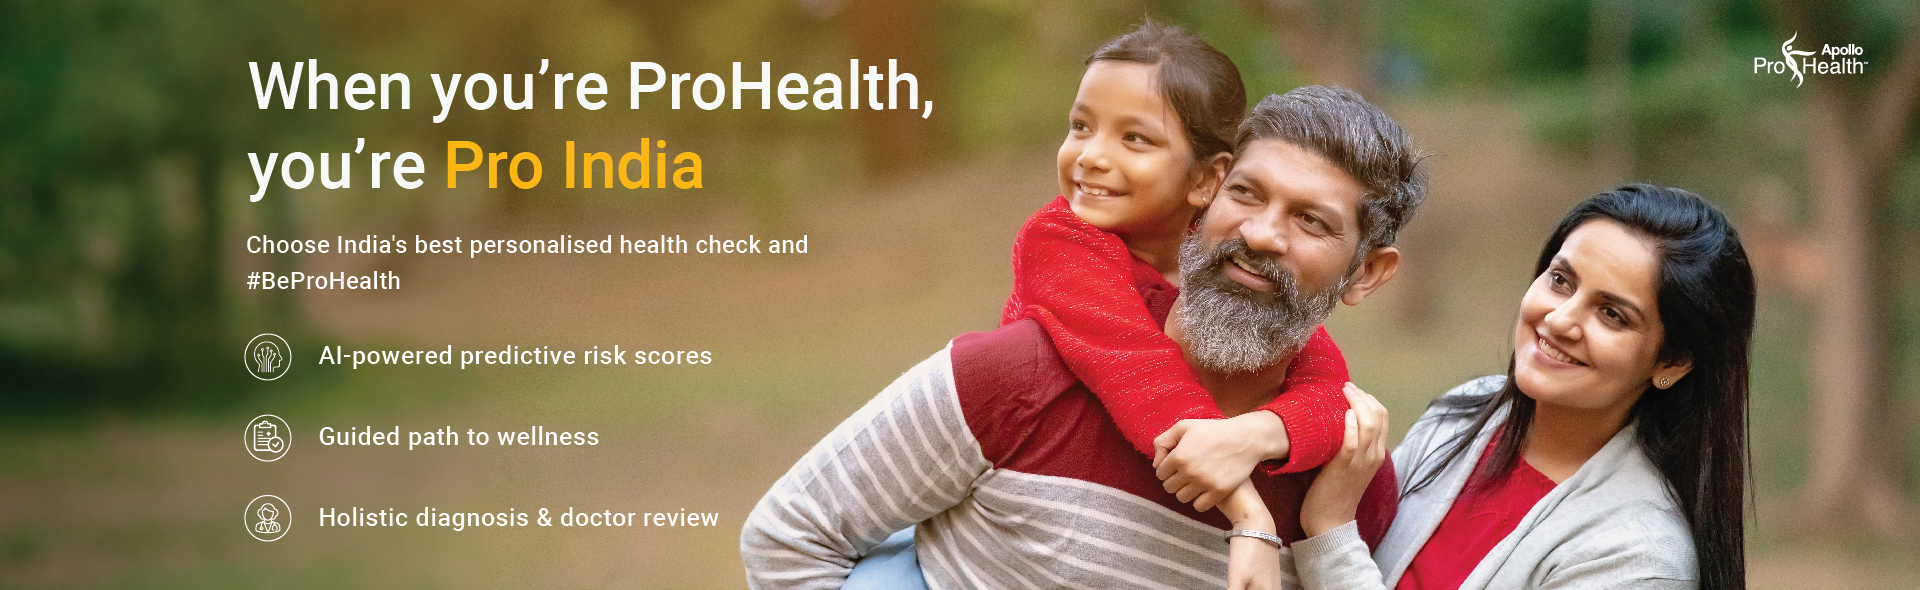 When you’re ProHealth,
you’re Pro India
Choose India's best personalised health check and
#BeProHealth
AI-powered predictive risk scores
Guided path to wellness
Holistic diagnosis & doctor review
Apollo
ProHealth